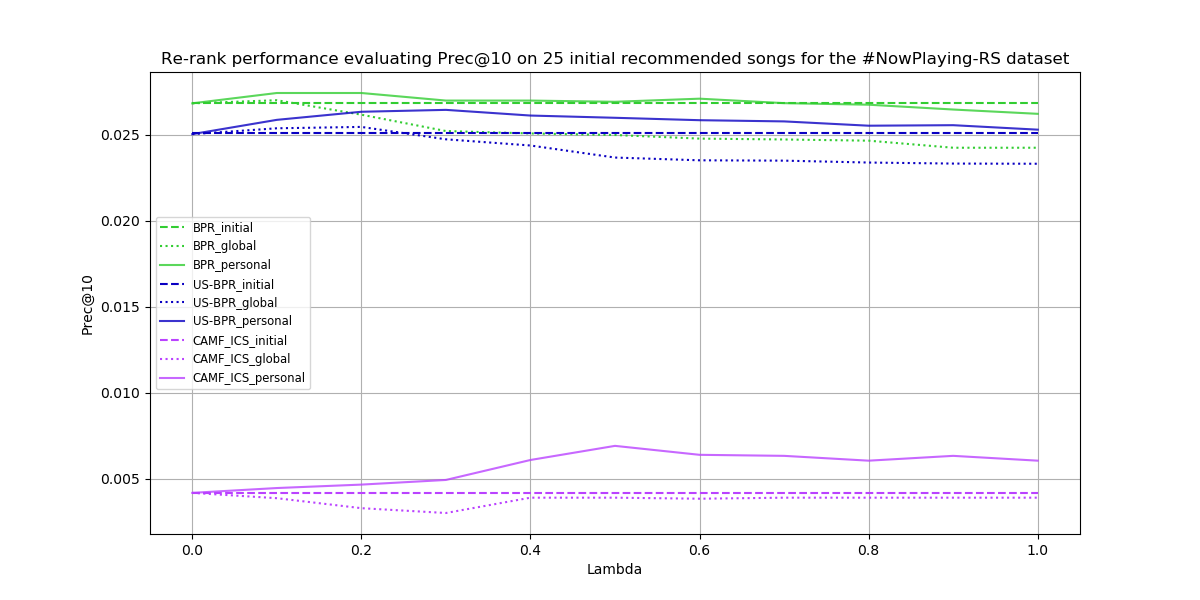 Re-rank performance evaluating Prec@10 on 25 initial recommended songs for the #NowPlaying-RS dataset
0.025
0.020
0.015
0.010
0.005
Prec@10
BPR_initial
BPR_global
BPR_personal
US-BPR_initial
US-BPR_global
US-BPR_personal
CAMF_ICS_initial
CAMF_ICS_global
CAMF_ICS_personal
0.0 0.2 0.4 0.6 0.8 1.0
Lambda